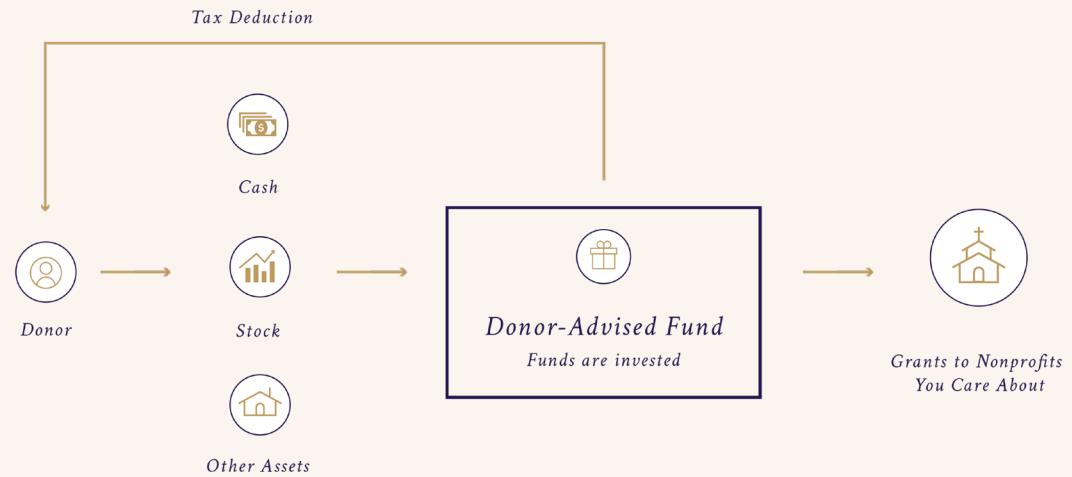 Tax Deduction
Cash
Donor
Stock
Other Assets
Donor-Advised Fund
Funds are invested
Grants to Nonprofits
You Care About